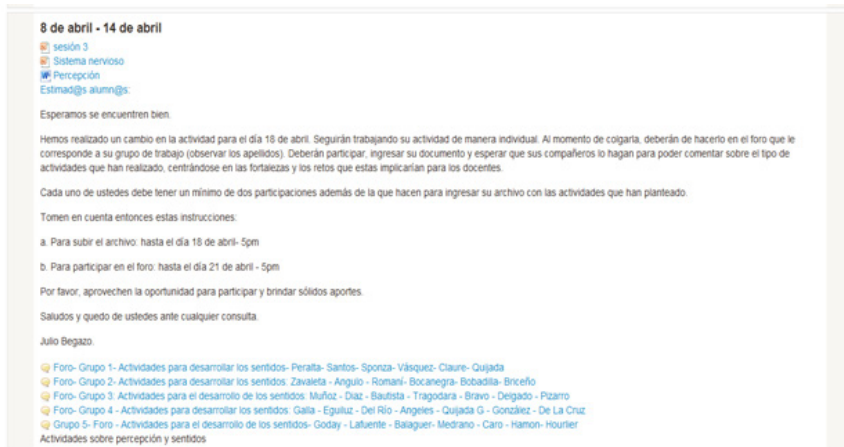 8 de abril - 14 de abril
sesión 3
Sistema nervioso
Percepción
Estimad@s alumn@s:
Esperamos se encuentren bien.
Hemos realizado un cambio en la actividad para el día 18 de abril. Seguirán trabajando su actividad de manera individual. Al momento de colgarla, deberán de hacerlo en el foro que le
corresponde a su grupo de trabajo (observar los apellidos). Deberán participar, ingresar su documento y esperar que sus compañeros lo hagan para poder comentar sobre el tipo de
actividades que han realizado, centrándose en las fortalezas y los retos que estas implicarían para los docentes.
Cada uno de ustedes debe tener un mínimo de dos participaciones además de la que hacen para ingresar su archivo con las actividades que han planteado.
Tomen en cuenta entonces estas instrucciones:
a. Para subir el archivo: hasta el día 18 de abril- 5pm
b. Para participar en el foro: hasta el día 21 de abril - 5pm
Por favor, aprovechen la oportunidad para participar y brindar sólidos aportes.
Saludos y quedo de ustedes ante cualquier consulta.
Julio Begazo.
Foro- Grupo 1- Actividades para desarrollar los sentidos- Peralta- Santos- Sponza- Vásquez- Claure- Quijada
Foro- Grupo 2- Actividades para desarrollar los sentidos: Zavaleta - Angulo - Romaní- Bocanegra- Bobadilla- Briceño
Foro- Grupo 3: Actividades para el desarrollo de los sentidos: Muñoz - Diaz - Bautista - Tragodara - Bravo - Delgado - Pizarro
Foro- Grupo 4 - Actividades para desarrollar los sentidos: Galla - Eguiluz - Del Río - Angeles - Quijada G - González - De La Cruz
Grupo 5- Foro - Actividades para el desarrollo de los sentidos- Goday - Lafuente - Balaguer- Medrano - Caro - Hamon- Hourlier
Actividades sobre percepción y sentidos